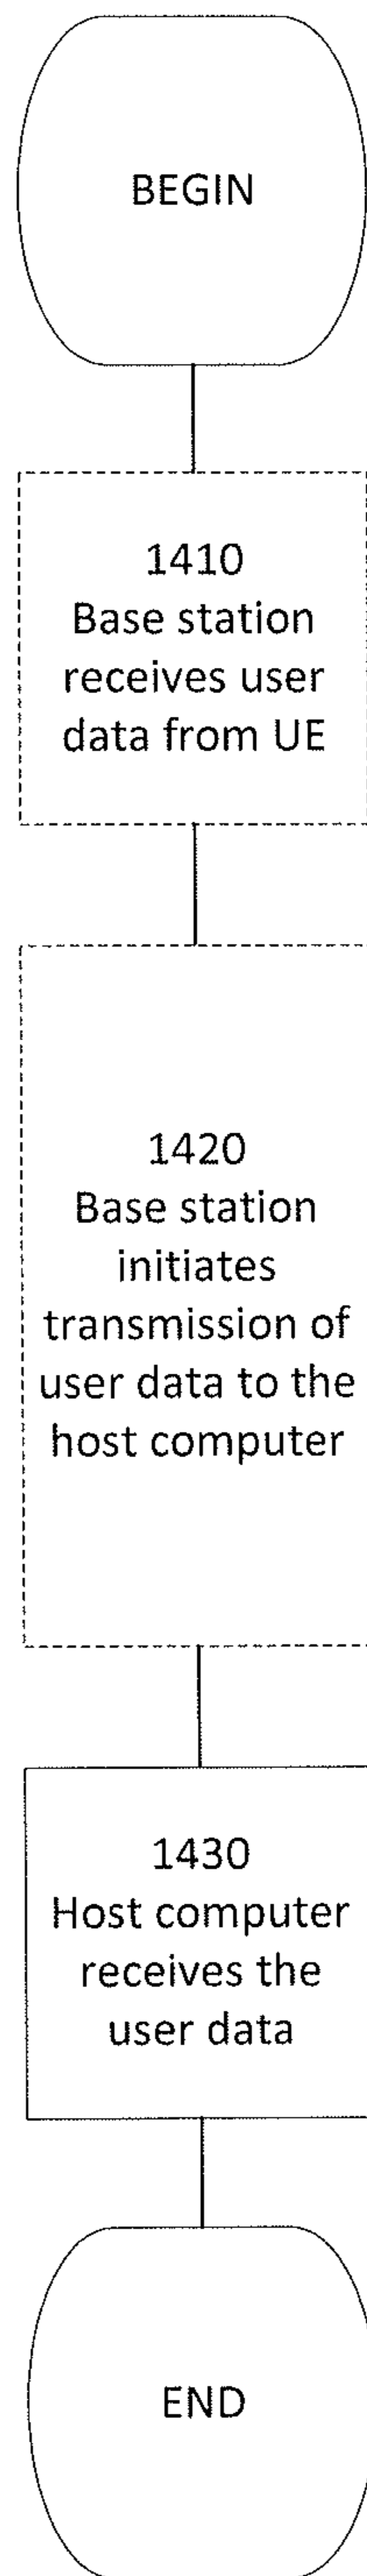 BEGIN
1410
Base station
receives user
data from UE
1420
Base station
initiates
transmission of
user data to the
host computer
1430
Host computer
receives the
user data
END